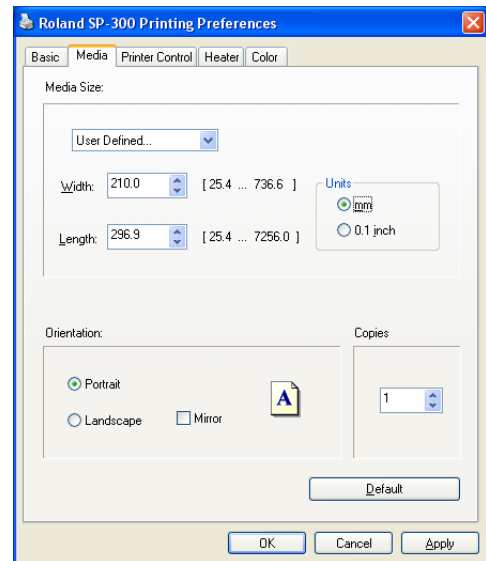 Roland SP-300 Printing Preferences
Basic Media Printer Control Heater Color
Media Size:
User Defined...
Width: 210.0 [ 25.4 ... 736.6 ]
Units
mm
Length: 296.9 [ 25.4 ... 7256.0 ]
0.1 inch
Orientation: Copies
Portrait
A
1
Landscape Mirror
Default
OK Cancel Apply